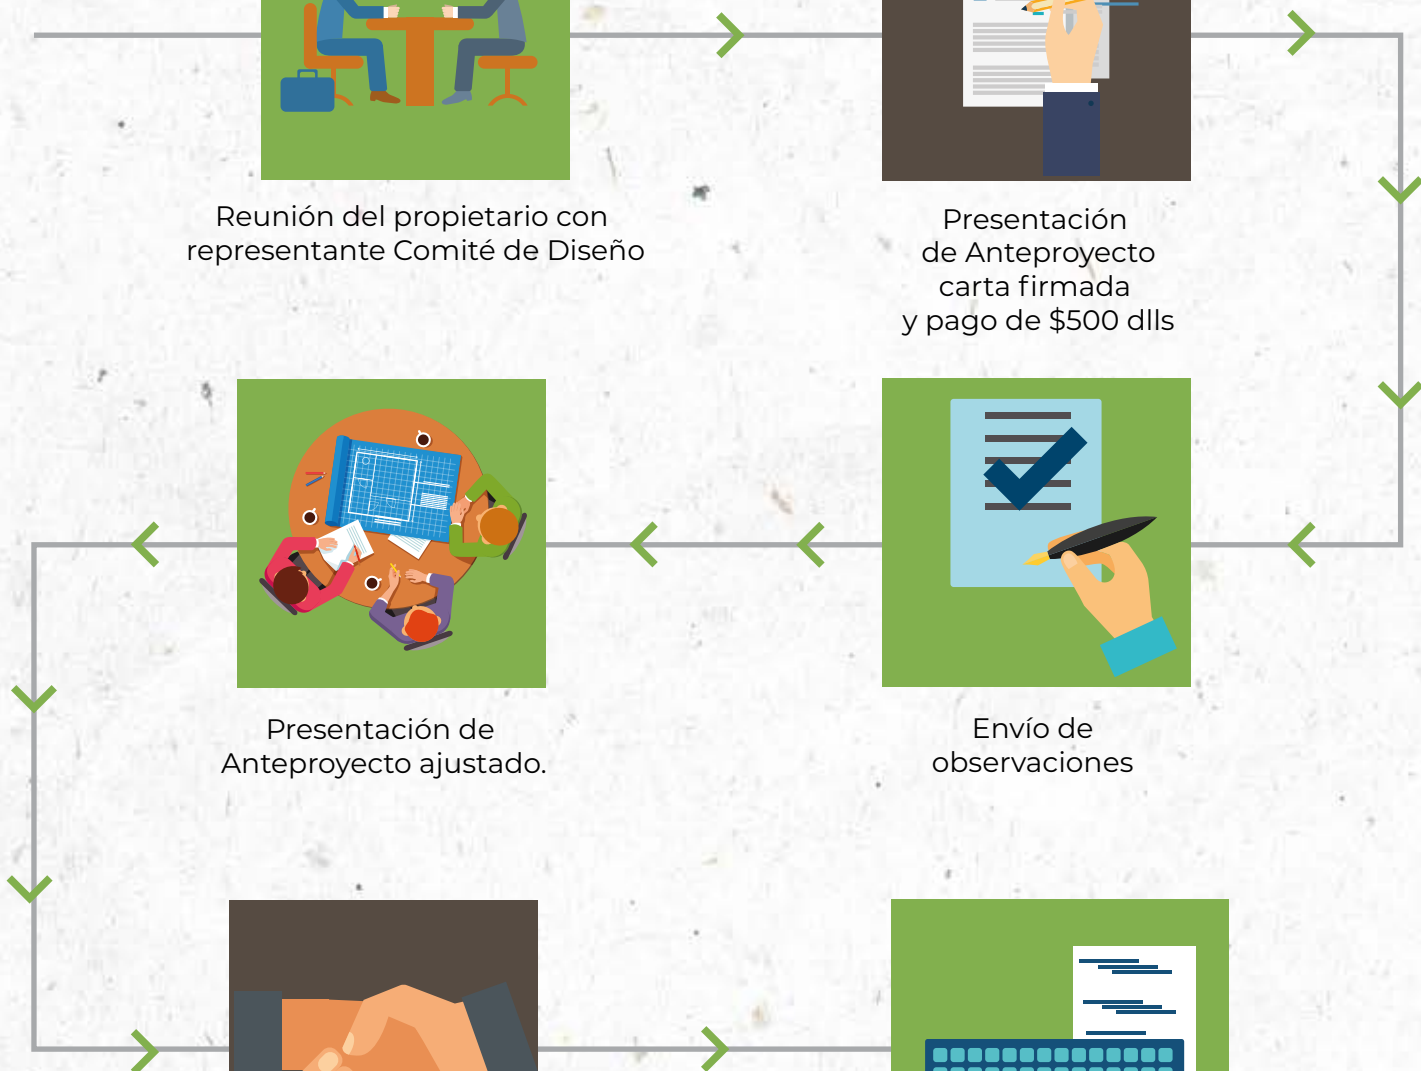 Reunión del propietario con
representante Comité de Diseño
Presentación
de Anteproyecto
carta firmada
y pago de $500 dlls
Presentación de
Anteproyecto ajustado.
Envío de
observaciones